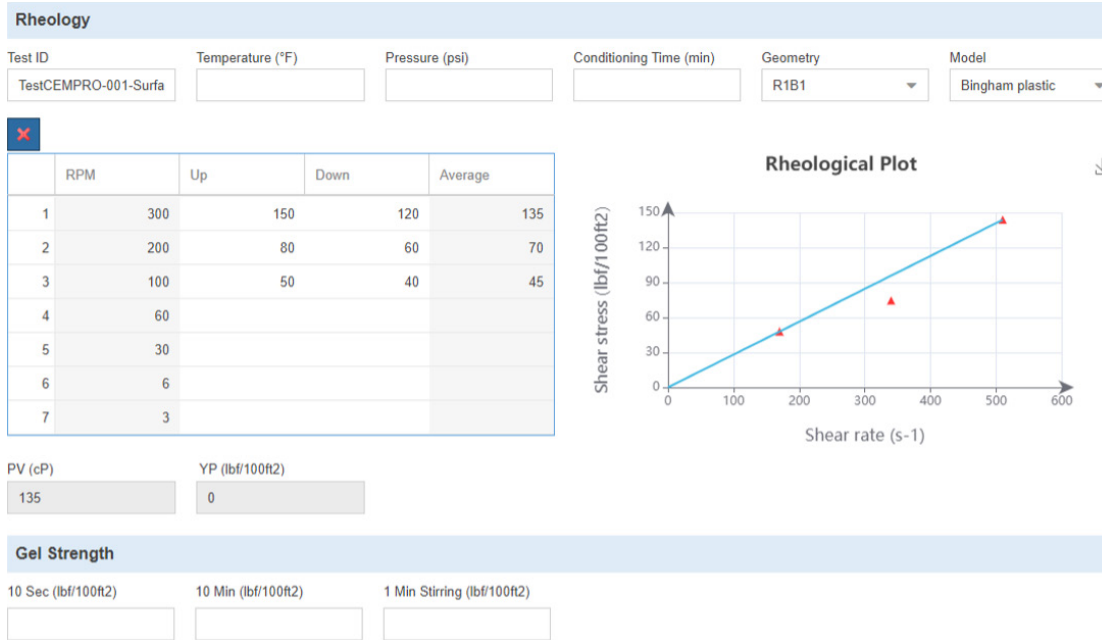 Rheology
Test ID Temperature (°F) Pressure (psi) Conditioning Time (min) Geometry Model
TestCEMPRO-001-Surfa R1B1 Bingham plastic
RPM Up Down Average
1 300 150 120 135
2 200 80 60 70
3 100 50 40 45
4 60
5 30
6 6
7 3
Rheological Plot
Shear stress (lbf/100ft2)
150
120
90
60
30
0
0 100 200 300 400 500 600
Shear rate (s-1)
PV (cP) YP (lbf/100ft2)
135 0
Gel Strength
10 Sec (lbf/100ft2) 10 Min (lbf/100ft2) 1 Min Stirring (lbf/100ft2)